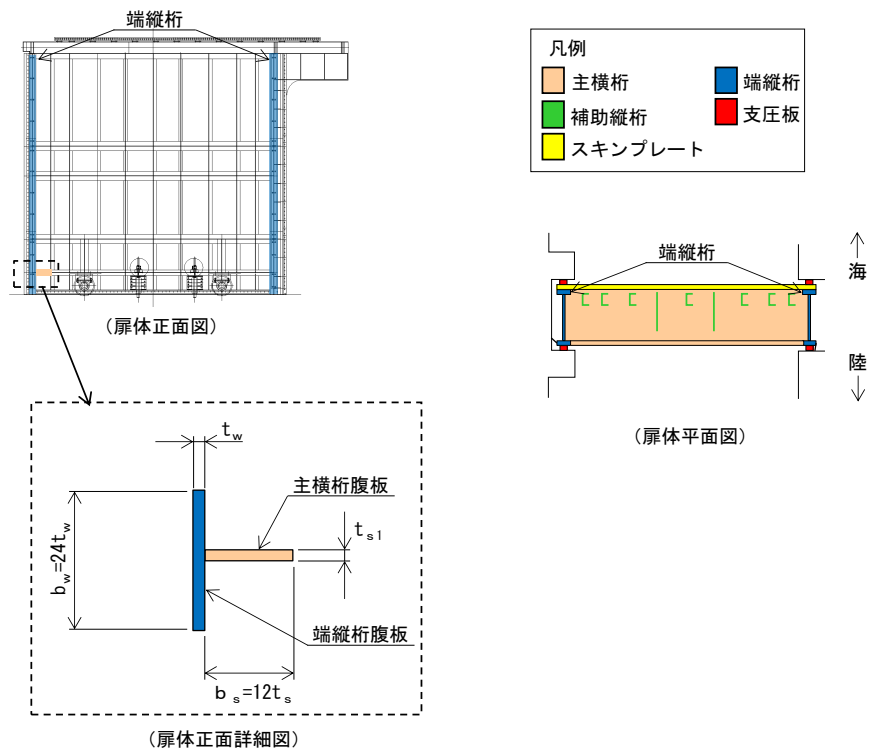 端縦桁
(扉体正面図)
凡例
主横桁
端縦桁
補助縦桁
支圧板
スキンプレート
端縦桁
海
陸
(扉体平面図)
tw
主横桁腹板
ts1
bw=24tw
端縦桁腹板
bs=12ts
(扉体正面詳細図)